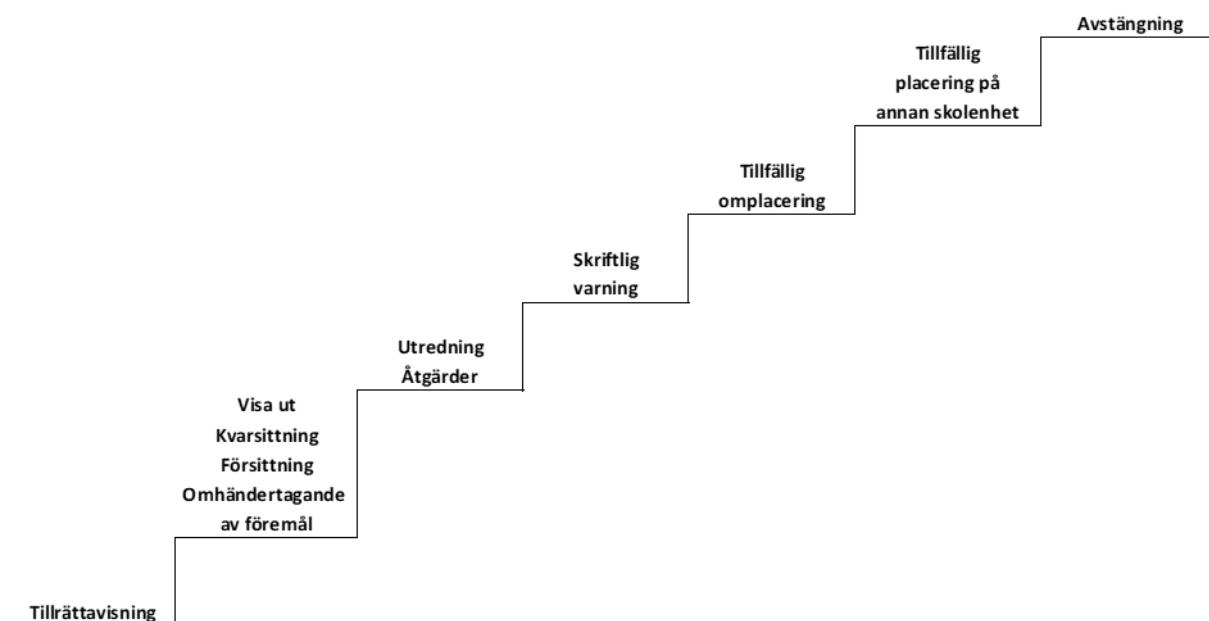 Avstängning
Tillfällig
placering på
annan skolenhet
Tillfällig
omplacering
Skriftlig
varning
Utredning
Åtgärder
Visa ut
Kvarsittning
Försittning
Omhändertagande
av föremål
Tillrättavisning